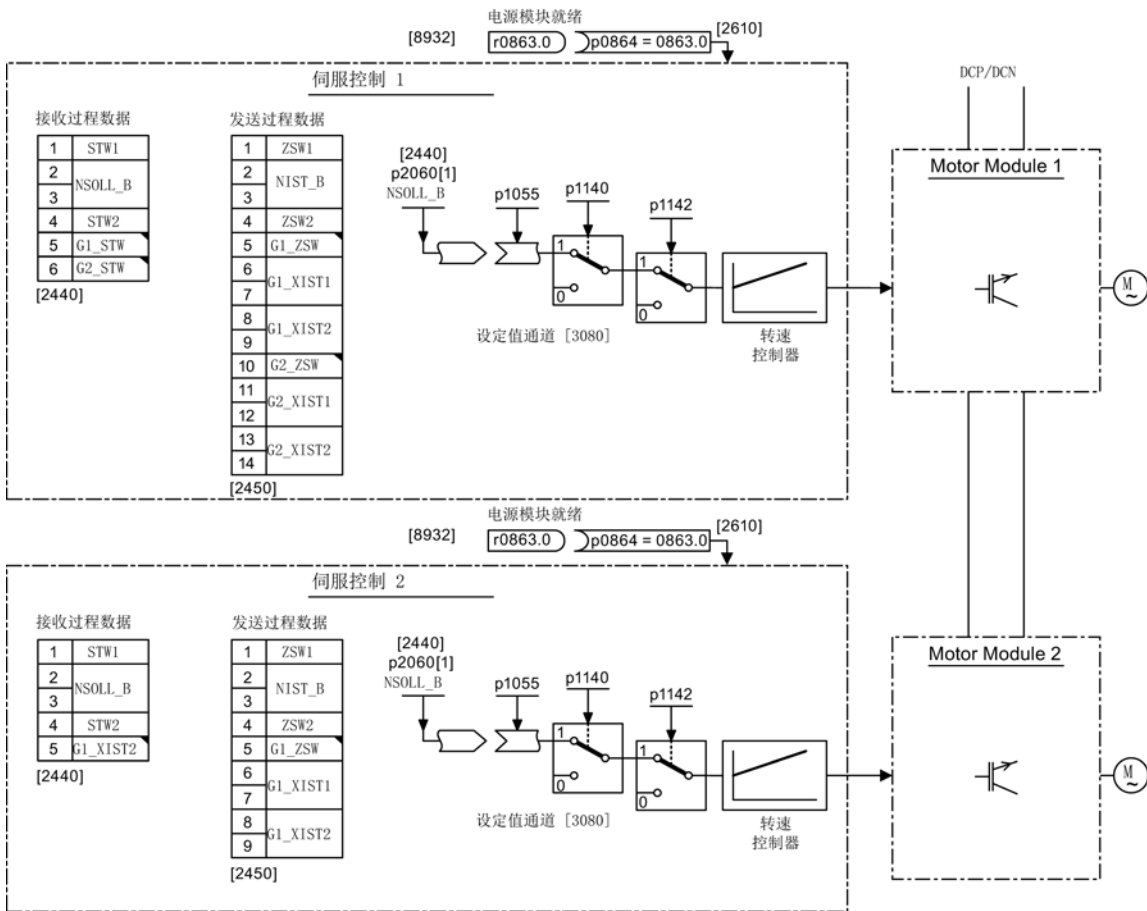 电源模块就绪
[8932]
r0863.0
p0864 = 0863.0
[2610]
伺服控制 1
接收过程数据
1 STW1
2
3
NSOLL_B
4 STW2
5 G1_STW
6 G2_STW
[2440]
发送过程数据
1 ZSW1
2
3
NIST_B
4 ZSW2
5 G1_ZSW
6
7
G1_XIST1
8
9
G1_XIST2
10 G2_ZSW
11
12
G2_XIST1
13
14
G2_XIST2
[2450]
[2440]
p2060[1]
NSOLL_B
p1055
p1140
1
0
p1142
1
0
设定值通道 [3080]
转速
控制器
DCP/DCN
Motor Module 1
M
~
电源模块就绪
[8932]
r0863.0
p0864 = 0863.0
[2610]
伺服控制 2
接收过程数据
1 STW1
2
3
NSOLL_B
4 STW2
5 G1_XIST2
[2440]
发送过程数据
1 ZSW1
2
3
NIST_B
4 ZSW2
5 G1_ZSW
6
7
G1_XIST1
8
9
G1_XIST2
[2450]
[2440]
p2060[1]
NSOLL_B
p1055
p1140
1
0
p1142
1
0
设定值通道 [3080]
转速
控制器
Motor Module 2
M
~